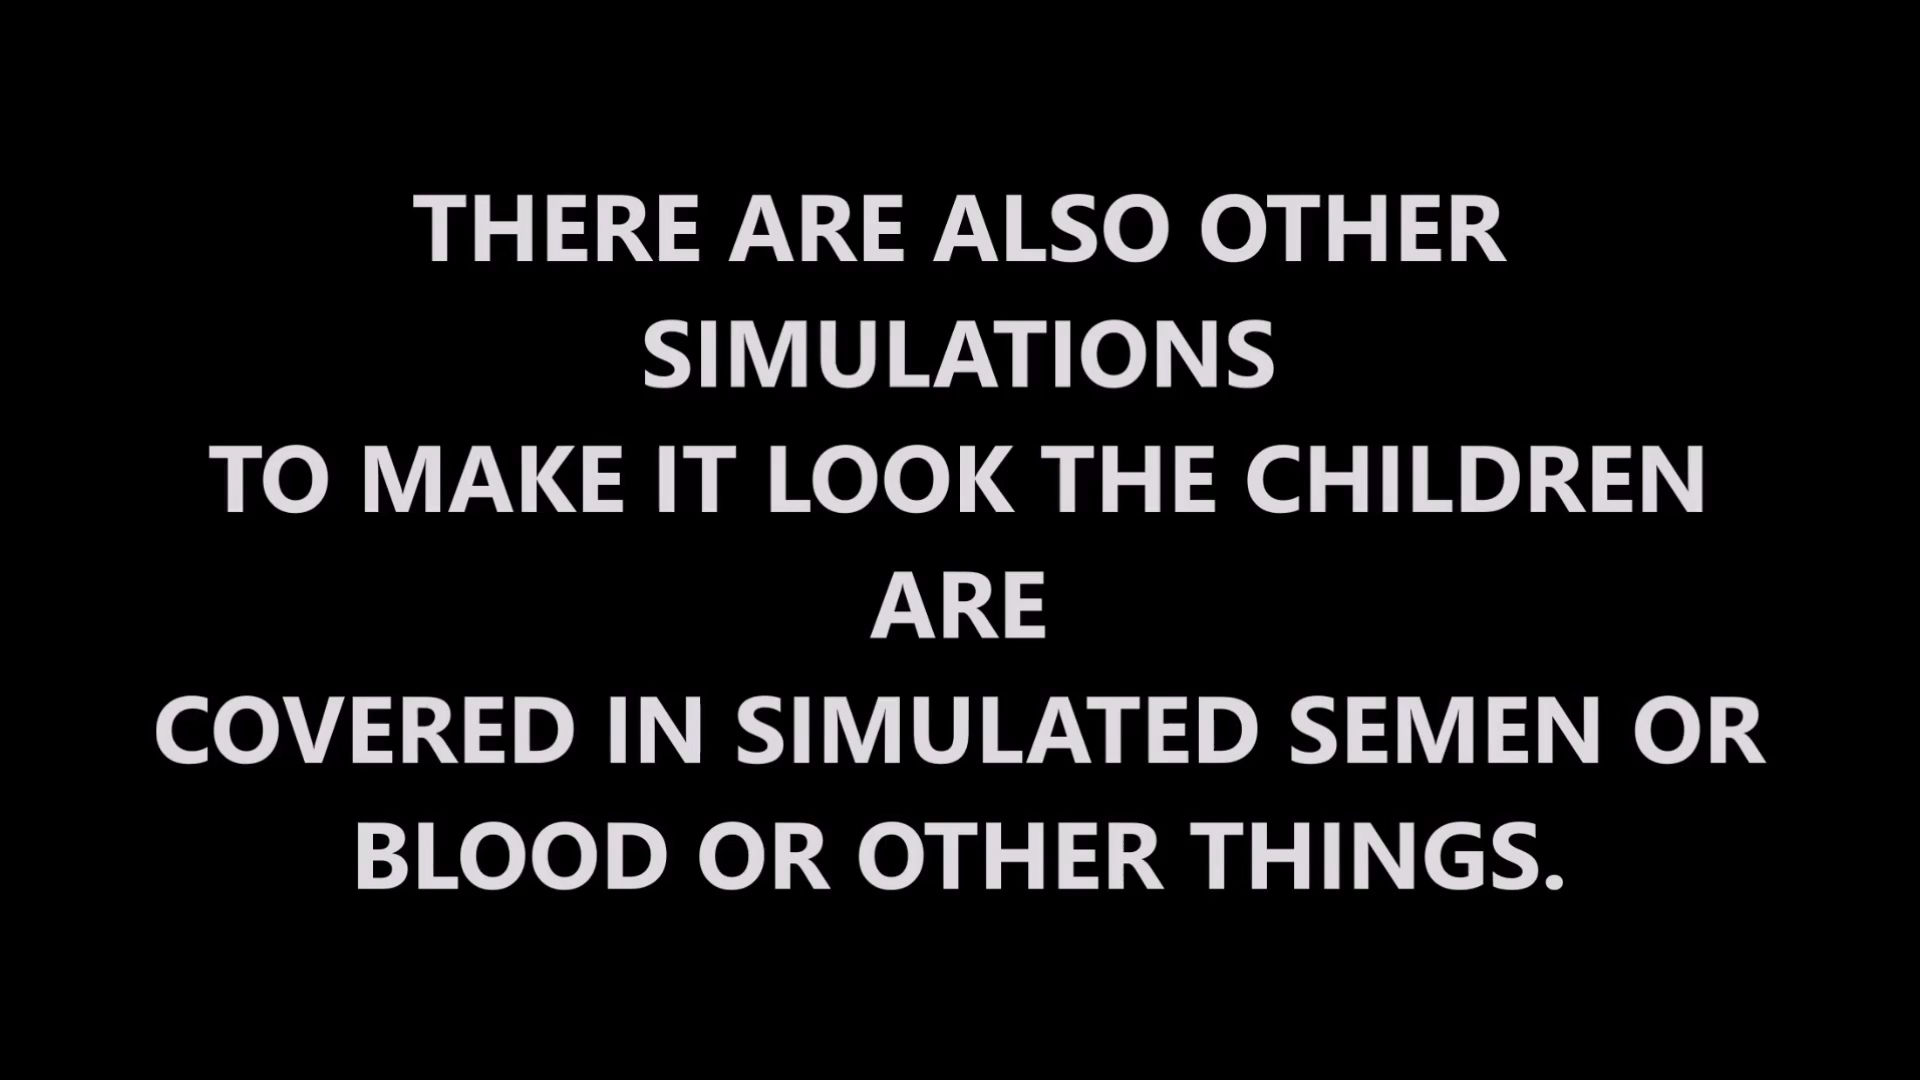 THERE ARE ALSO OTHER
SIMULATIONS
TO MAKE IT LOOK THE CHILDREN
ARE
COVERED IN SIMULATED SEMEN OR
BLOOD OR OTHER THINGS.